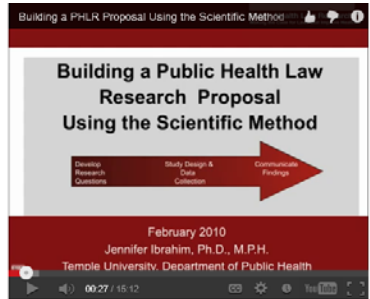 Building a PHLR Proposal Using the Scientific Method
Building a Public Health Law
Research Proposal
Using the Scientific Method
Develop
Research
Questions
Study Design &
Data
Collection
Communicate
Findings
February 2010
Jennifer Ibrahim, Ph.D., M.P.H.
Temple University, Department of Public Health
00:27 / 15:12
YouTube